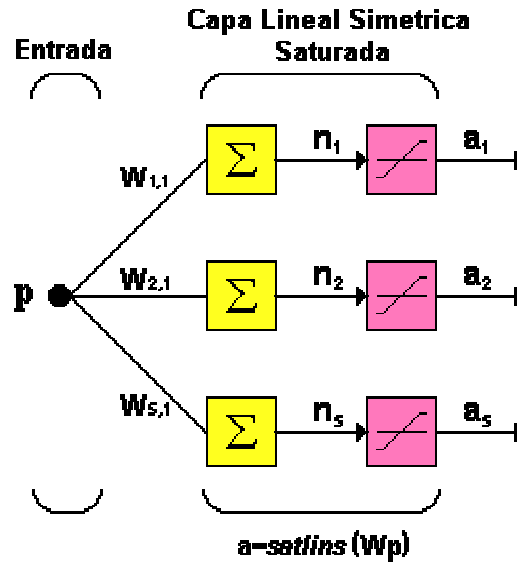 Capa Lineal Simetrica
Saturada
Entrada
W1,1
Σ
n1
a1
p
W2,1
Σ
n2
a2
WS,1
Σ
ns
as
a=satlins (Wp)